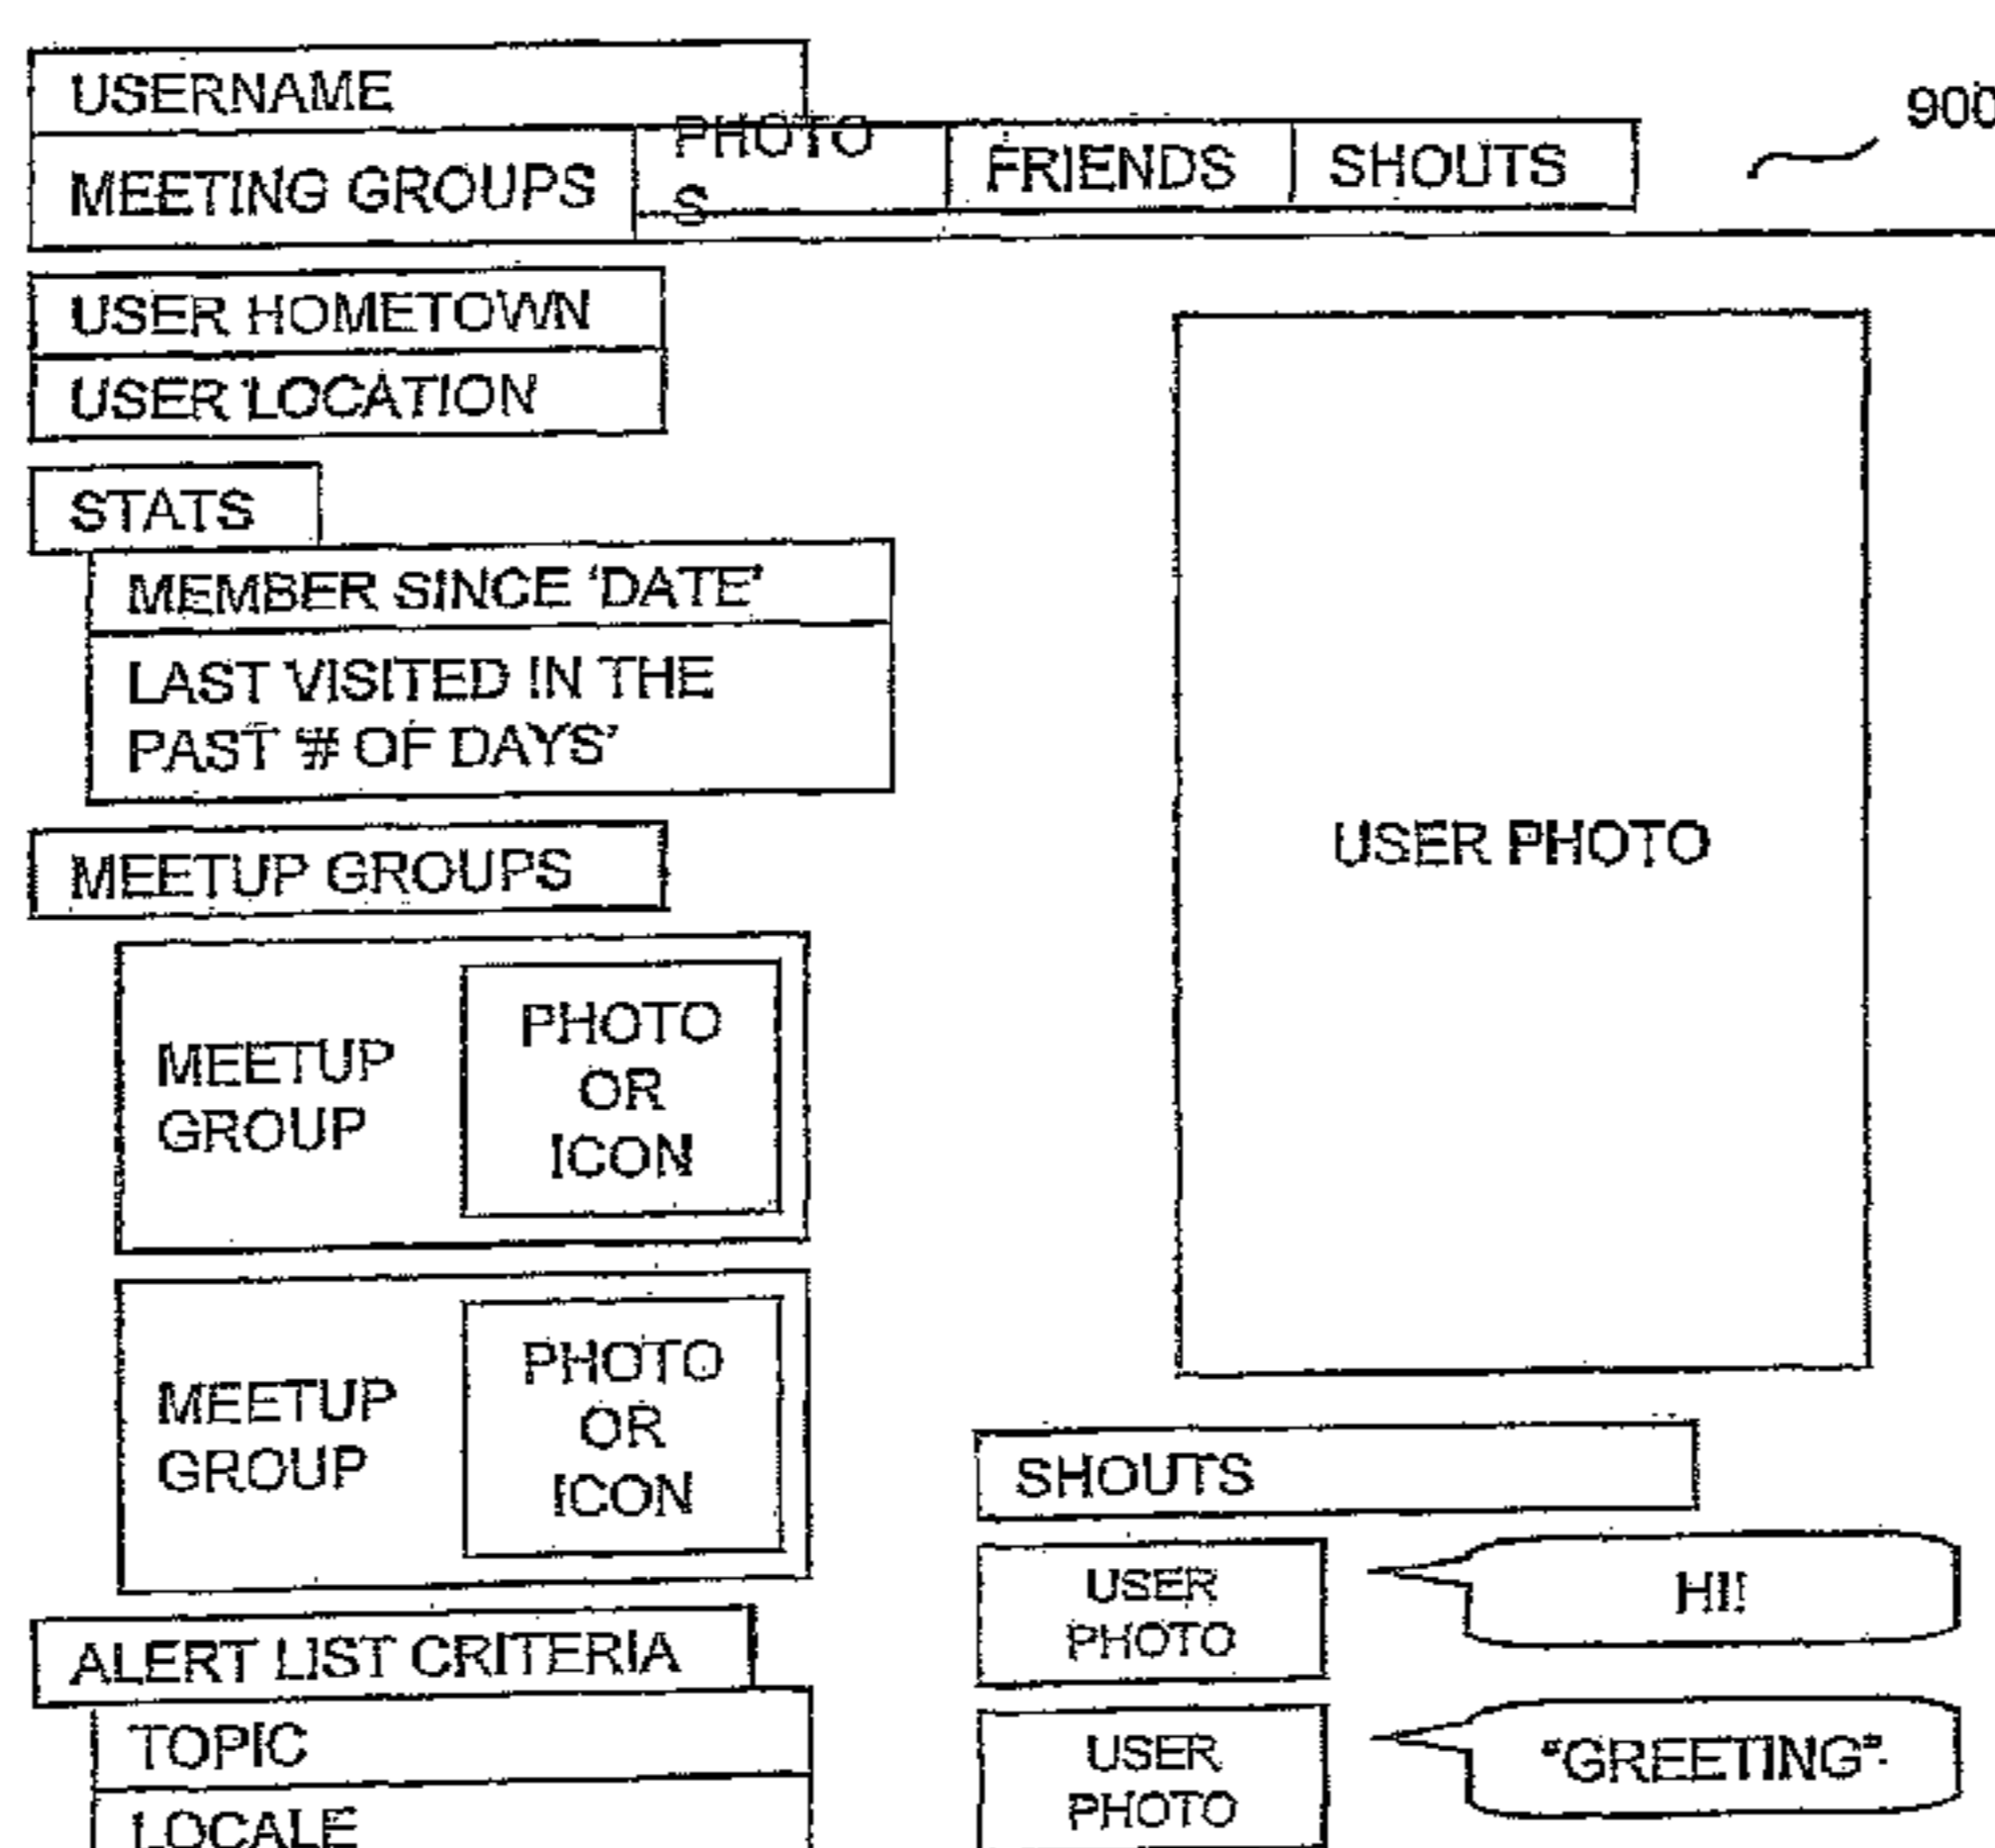 USERNAME
900
MEETING GROUPS
PHOTO
S
FRIENDS
SHOUTS
USER HOMETOWN
USER LOCATION
STATS
MEMBER SINCE ‘DATE’
LAST VISITED IN THE
PAST ‘# OF DAYS’
MEETUP GROUPS
MEETUP
GROUP
PHOTO
OR
ICON
MEETUP
GROUP
PHOTO
OR
ICON
ALERT LIST CRITERIA
TOPIC
LOCALE
USER PHOTO
SHOUTS
USER
PHOTO
HI!
USER
PHOTO
“GREETING”